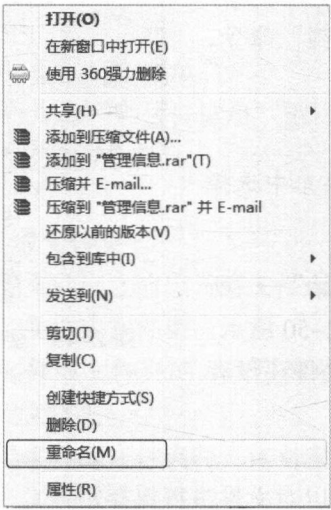 打开(O)
在新窗口中打开(E)
使用 360强力删除
共享(H)
添加到压缩文件(A)...
添加到 "管理信息.rar"(T)
压缩并 E-mail...
压缩到 "管理信息.rar" 并 E-mail
还原以前的版本(V)
包含到库中(I)
发送到(N)
剪切(T)
复制(C)
创建快捷方式(S)
删除(D)
重命名(M)
属性(R)